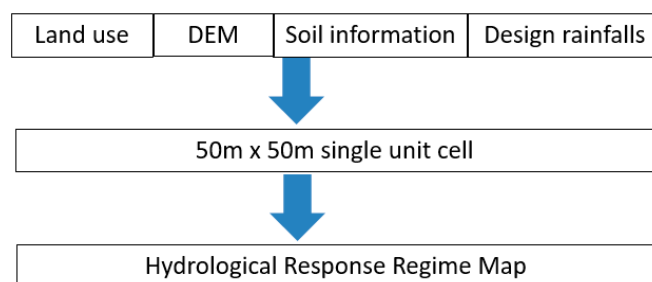 Land use DEM Soil information Design rainfalls
50m x 50m single unit cell
Hydrological Response Regime Map